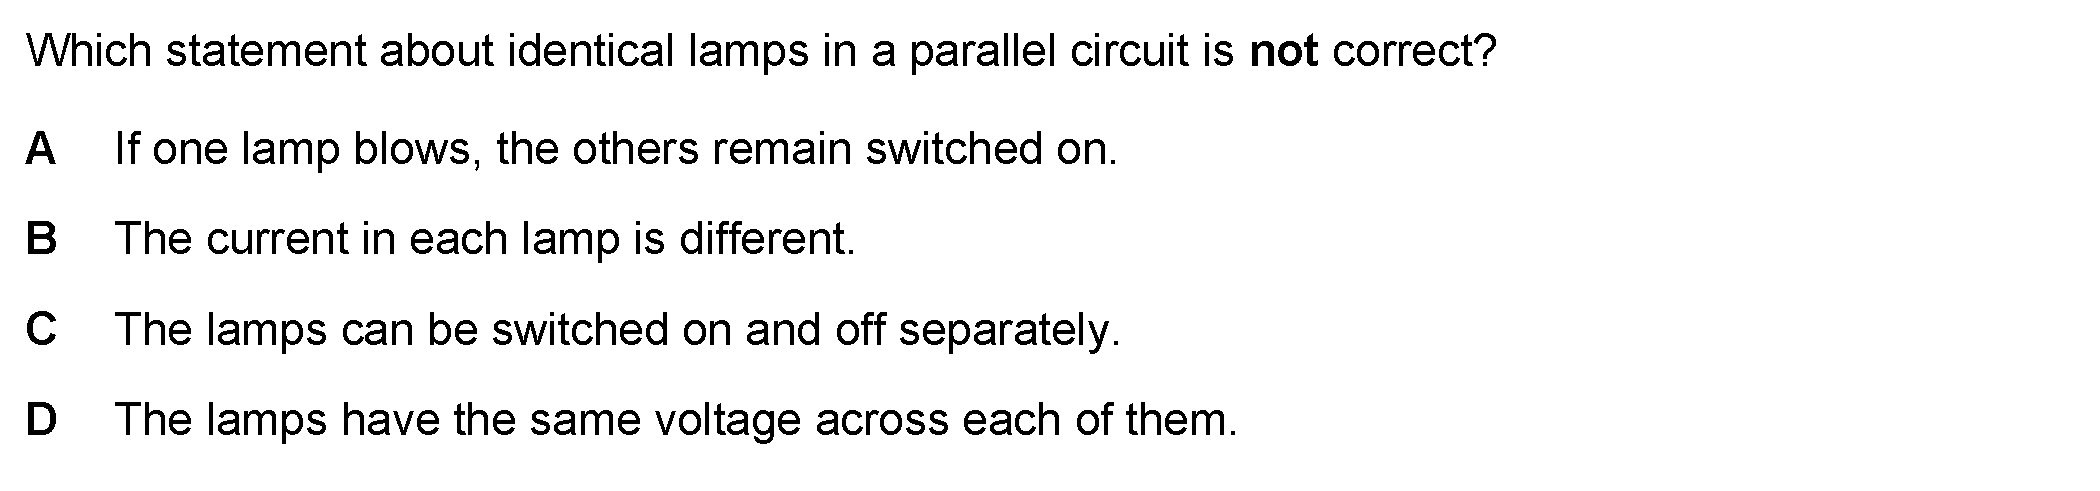 Which statement about identical lamps in a parallel circuit is not correct?
A If one lamp blows, the others remain switched on.
B The current in each lamp is different.
C The lamps can be switched on and off separately.
D The lamps have the same voltage across each of them.